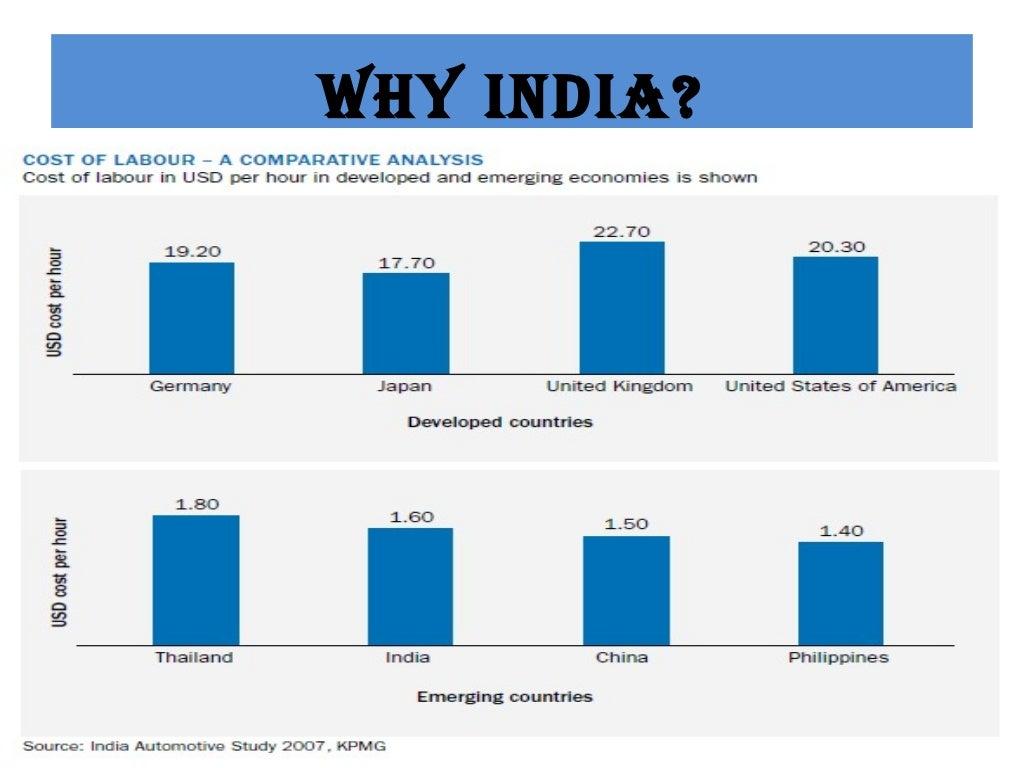 WHY INDIA?
COST OF LABOUR – A COMPARATIVE ANALYSIS
Cost of labour in USD per hour in developed and emerging economies is shown
USD cost per hour
19.20
17.70
22.70
20.30
Germany
Japan
United Kingdom
United States of America
Developed countries
USD cost per hour
1.80
1.60
1.50
1.40
Thailand
India
China
Philippines
Emerging countries
Source: India Automotive Study 2007, KPMG